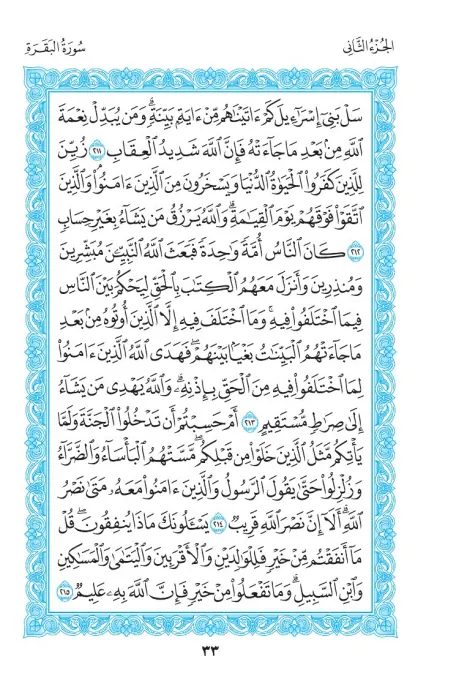 الجُزْءُ الثَّانِي
سُورَةُ البَقَرَةِ
سَلْ بَنِىٓ إِسْرَٰٓءِيلَ كَمْ ءَاتَيْنَٰهُم مِّنْ ءَايَةِۭ بَيِّنَةٍۗ وَمَن يُبَدِّلْ نِعْمَةَ
ٱللَّهِ مِنۢ بَعْدِ مَا جَآءَتْهُ فَإِنَّ ٱللَّهَ شَدِيدُ ٱلْعِقَابِ ٢١١ زُيِّنَ
لِلَّذِينَ كَفَرُوا۟ ٱلْحَيَوٰةُ ٱلدُّنْيَا وَيَسْخَرُونَ مِنَ ٱلَّذِينَ ءَامَنُوا۟ۘ وَٱلَّذِينَ
ٱتَّقَوْا۟ فَوْقَهُمْ يَوْمَ ٱلْقِيَٰمَةِۗ وَٱللَّهُ يَرْزُقُ مَن يَشَآءُ بِغَيْرِ حِسَابٍ
٢١٢ كَانَ ٱلنَّاسُ أُمَّةً وَٰحِدَةً فَبَعَثَ ٱللَّهُ ٱلنَّبِيِّـۧنَ مُبَشِّرِينَ
وَمُنذِرِينَ وَأَنزَلَ مَعَهُمُ ٱلْكِتَٰبَ بِٱلْحَقِّ لِيَحْكُمَ بَيْنَ ٱلنَّاسِ
فِيمَا ٱخْتَلَفُوا۟ فِيهِۚ وَمَا ٱخْتَلَفَ فِيهِ إِلَّا ٱلَّذِينَ أُوتُوهُ مِنۢ بَعْدِ
مَا جَآءَتْهُمُ ٱلْبَيِّنَٰتُ بَغْيَۢا بَيْنَهُمْۖ فَهَدَى ٱللَّهُ ٱلَّذِينَ ءَامَنُوا۟
لِمَا ٱخْتَلَفُوا۟ فِيهِ مِنَ ٱلْحَقِّ بِإِذْنِهِۦۗ وَٱللَّهُ يَهْدِى مَن يَشَآءُ
إِلَىٰ صِرَٰطٍ مُّسْتَقِيمٍ ٢١٣ أَمْ حَسِبْتُمْ أَن تَدْخُلُوا۟ ٱلْجَنَّةَ وَلَمَّا
يَأْتِكُم مَّثَلُ ٱلَّذِينَ خَلَوْا۟ مِن قَبْلِكُمۖ مَّسَّتْهُمُ ٱلْبَأْسَآءُ وَٱلضَّرَّآءُ
وَزُلْزِلُوا۟ حَتَّىٰ يَقُولَ ٱلرَّسُولُ وَٱلَّذِينَ ءَامَنُوا۟ مَعَهُۥ مَتَىٰ نَصْرُ
ٱللَّهِۗ أَلَآ إِنَّ نَصْرَ ٱللَّهِ قَرِيبٌ ٢١٤ يَسْـَٔلُونَكَ مَاذَا يُنفِقُونَۖ قُلْ
مَآ أَنفَقْتُم مِّنْ خَيْرٍ فَلِلْوَٰلِدَيْنِ وَٱلْأَقْرَبِينَ وَٱلْيَتَٰمَىٰ وَٱلْمَسَٰكِينِ
وَٱبْنِ ٱلسَّبِيلِۗ وَمَا تَفْعَلُوا۟ مِنْ خَيْرٍ فَإِنَّ ٱللَّهَ بِهِۦ عَلِيمٌ ٢١٥
٣٣